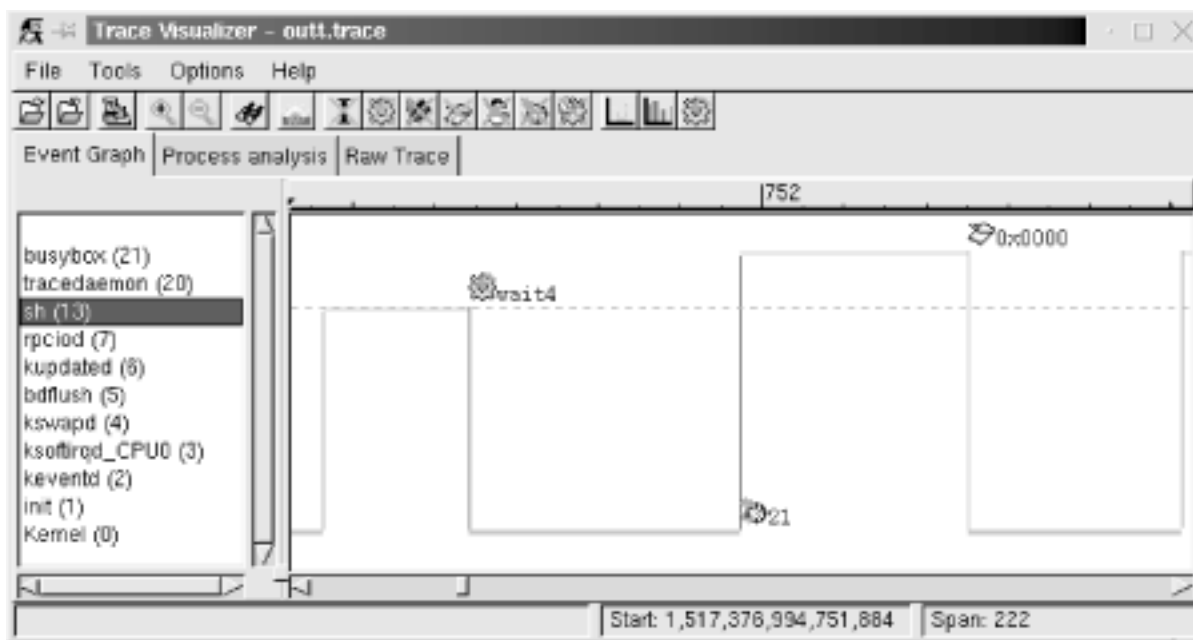 Trace Visualizer - outt.trace
File Tools Options Help
Event Graph Process analysis Raw Trace
752
busybox (21)
tracedaemon (20)
sh (13)
rpciod (7)
kupdated (6)
bdflush (5)
kswapd (4)
ksoftirqd_CPU0 (3)
keventd (2)
init (1)
Kernel (0)
0x0000
wait4
21
Start: 1,517,376,994,751,884 Span: 222